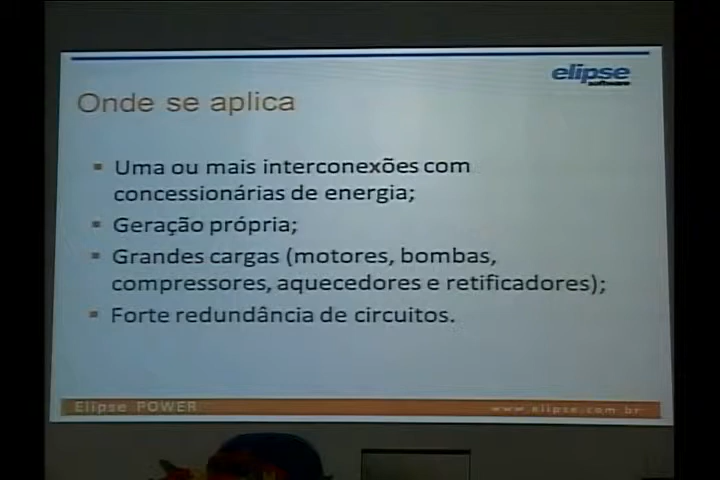 elipse
software
Onde se aplica
Uma ou mais interconexões com
concessionárias de energia;
Geração própria;
Grandes cargas (motores, bombas,
compressores, aquecedores e retificadores);
Forte redundância de circuitos.
Elipse POWER
www.elipse.com.br